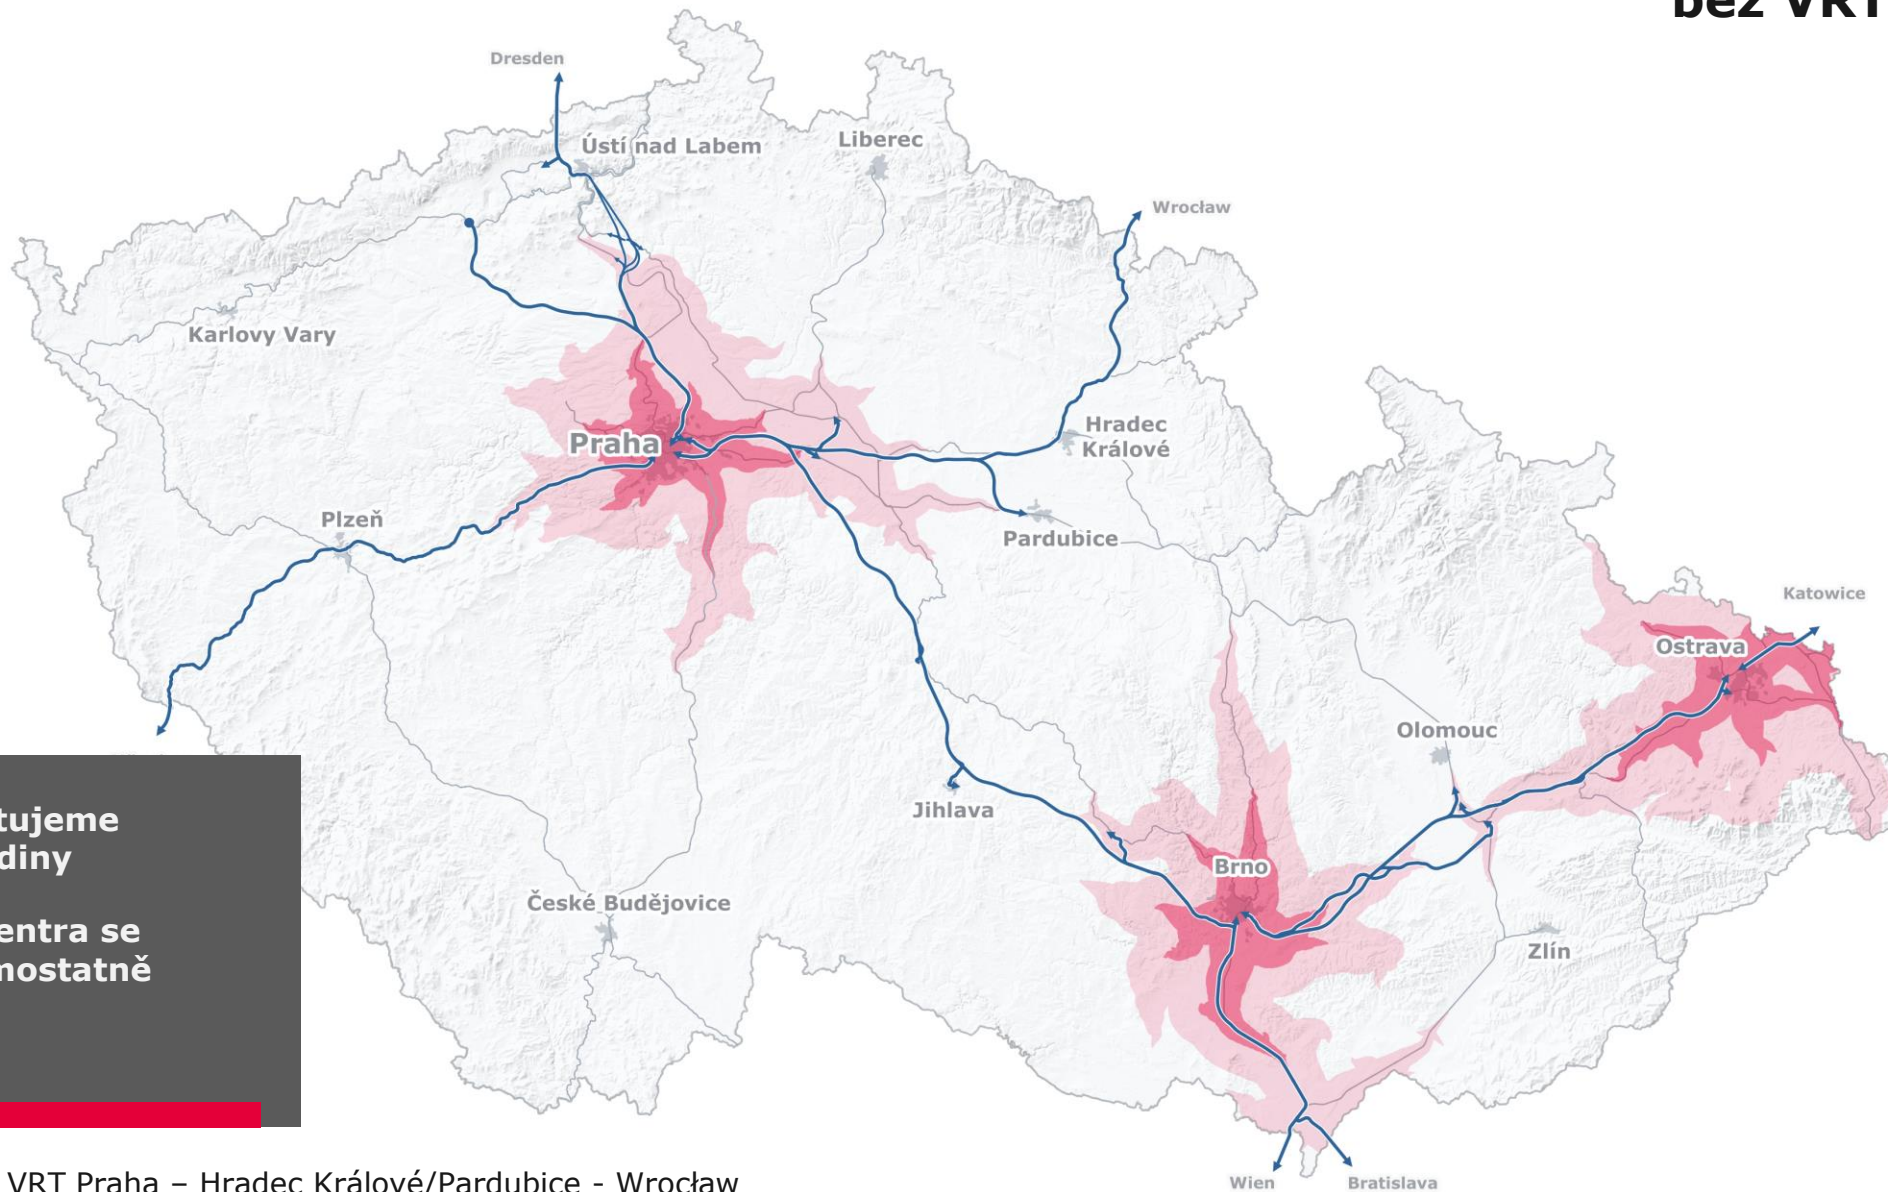 bez VRT
Dresden
Ústí nad Labem
Liberec
Wrocław
Karlovy Vary
Hradec
Králové
Praha
Plzeň
Pardubice
Katowice
Ostrava
Olomouc
Jihlava
Brno
České Budějovice
Zlín
tujeme
diny
entra se
mostatně
VRT Praha – Hradec Králové/Pardubice - Wrocław
Wien
Bratislava